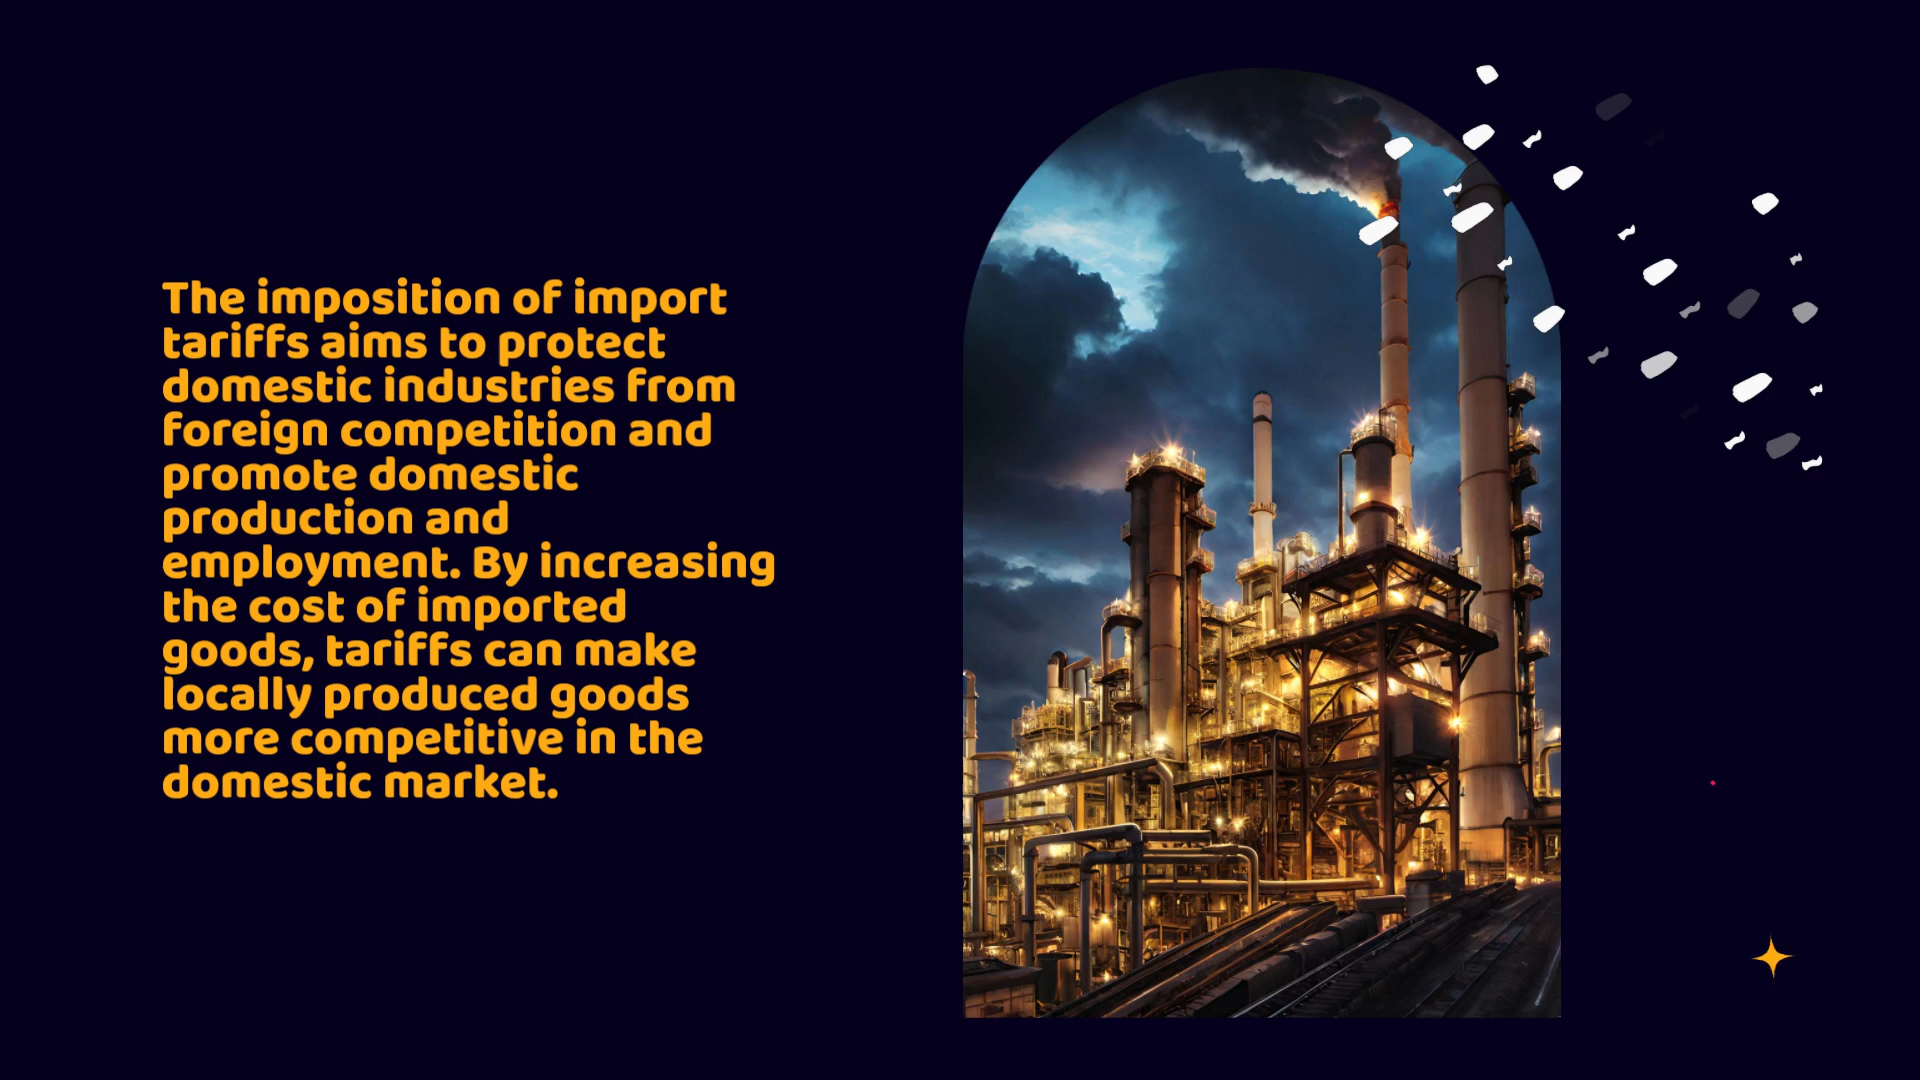 The imposition of import
tariffs aims to protect
domestic industries from
foreign competition and
promote domestic
production and
employment. By increasing
the cost of imported
goods, tariffs can make
locally produced goods
more competitive in the
domestic market.